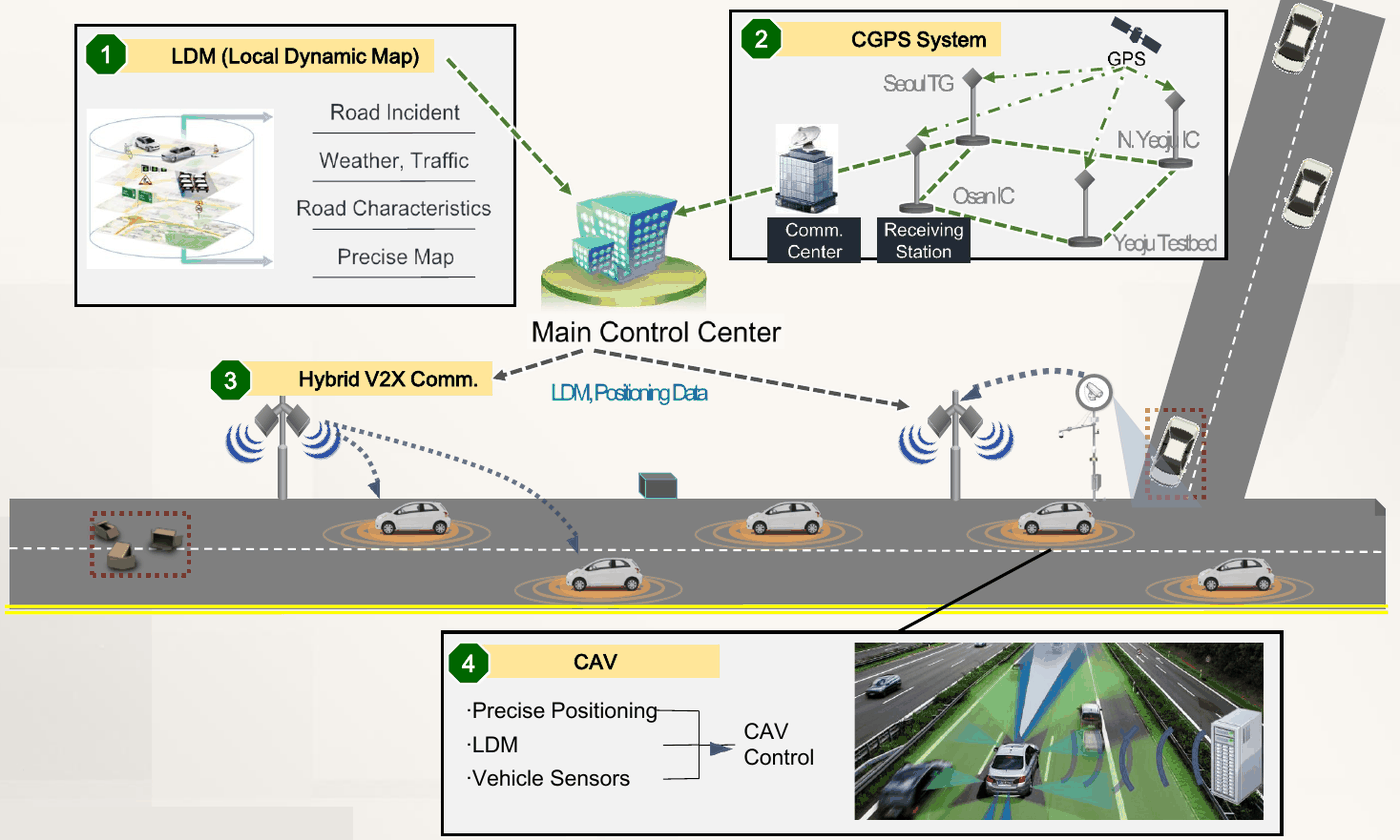 1
LDM (Local Dynamic Map)
Road Incident
Weather, Traffic
Road Characteristics
Precise Map
2
CGPS System
GPS
Seoul TG
N. Yeoju IC
Osan IC
Yeoju Testbed
Comm.
Center
Receiving
Station
Main Control Center
3
Hybrid V2X Comm.
LDM, Positioning Data
4
CAV
·Precise Positioning
·LDM
·Vehicle Sensors
CAV
Control